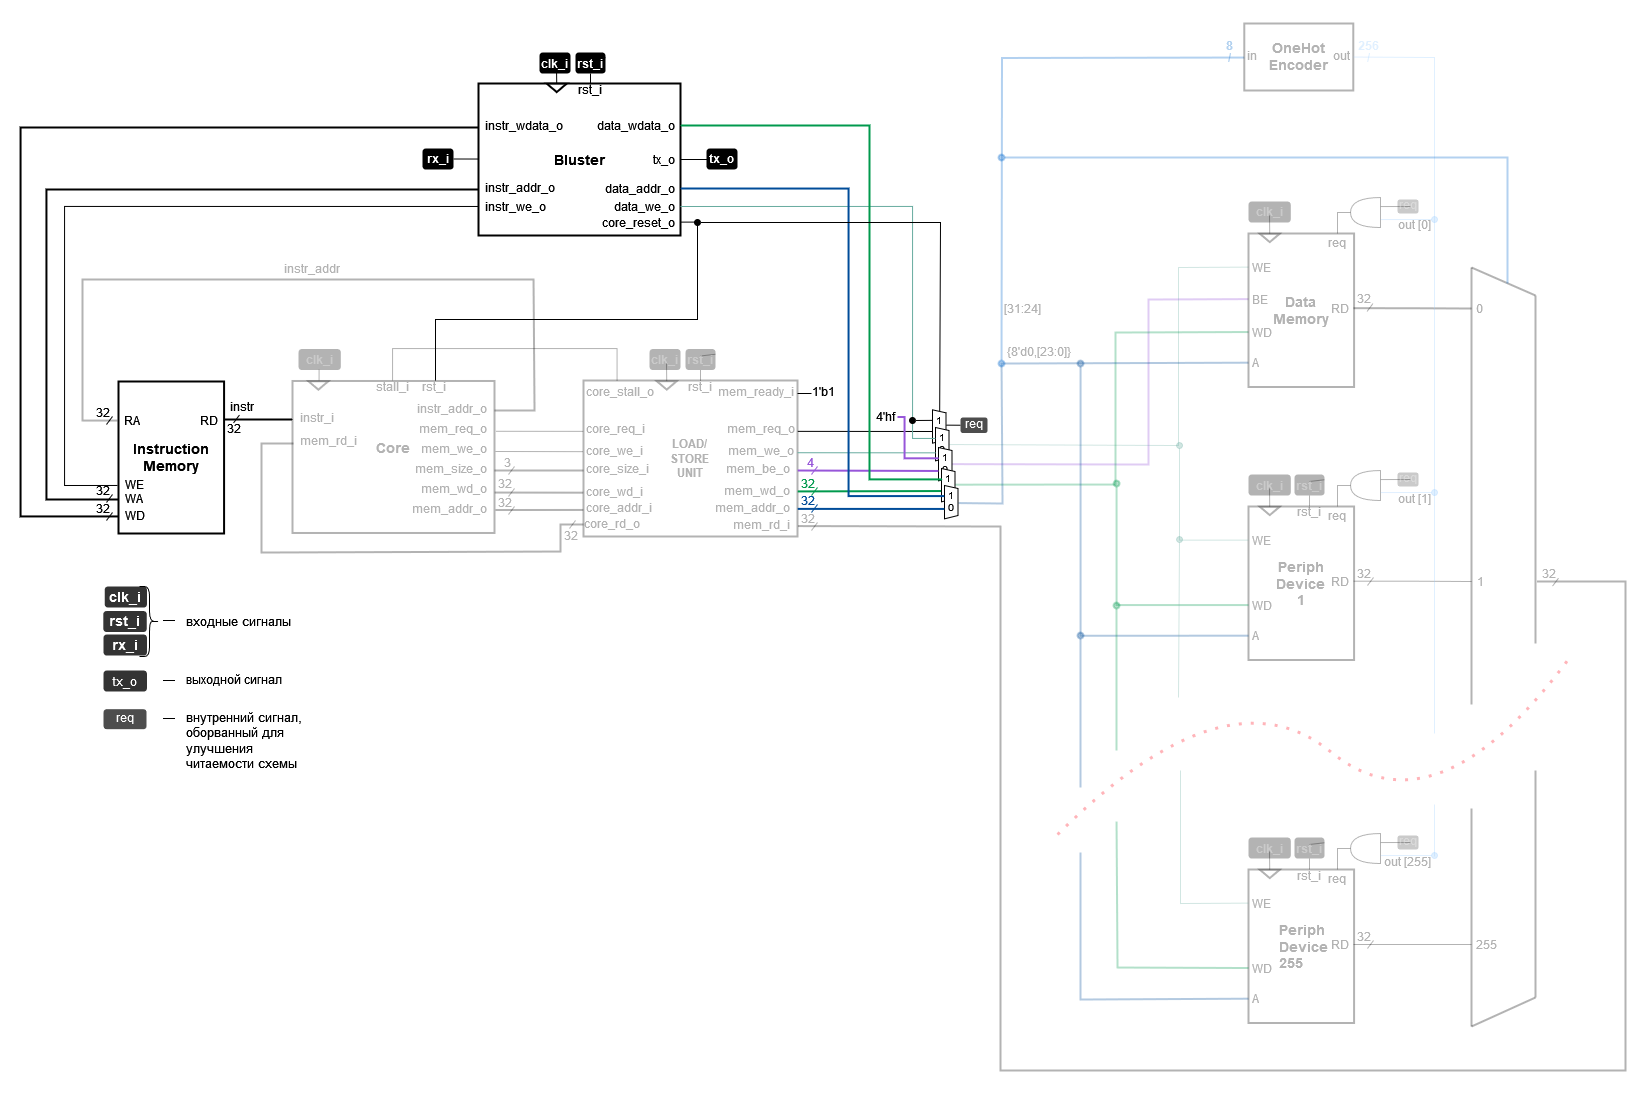 clk_i rst_i
rst_i
instr_wdata_o data_wdata_o
rx_i Bluster tx_o tx_o
instr_addr_o data_addr_o
instr_we_o data_we_o
core_reset_o
8 in OneHot out 256
Encoder
clk_i req
out [0]
req
WE
BE Data RD 32 0
WD Memory
A
[31:24]
{8'd0,[23:0]}
instr_addr
clk_i
stall_i rst_i
instr_i instr_addr_o
mem_rd_i mem_req_o
Core mem_we_o
mem_size_o 3
mem_wd_o 32
mem_addr_o 32
32 RA RD instr
32
Instruction
Memory
WE
32 WA
32 WD
clk_i rst_i
rst_i
core_stall_o mem_ready_i 1'b1
core_req_i mem_req_o
core_we_i LOAD/ mem_we_o
core_size_i STORE mem_be_o 4
core_wd_i UNIT mem_wd_o 32
core_addr_i mem_addr_o 32
32 core_rd_o mem_rd_i 32
4'hf
1 req
1
1
1
1
0
clk_i rst_i req
out [1]
rst_i req
WE
Periph
Device RD 32 1
1
WD
A
32
clk_i rst_i req
out [255]
rst_i req
WE
Periph
Device RD 32 255
255
WD
A
clk_i
rst_i — входные сигналы
rx_i
tx_o — выходной сигнал
req — внутренний сигнал,
оборванный для
улучшения
читаемости схемы